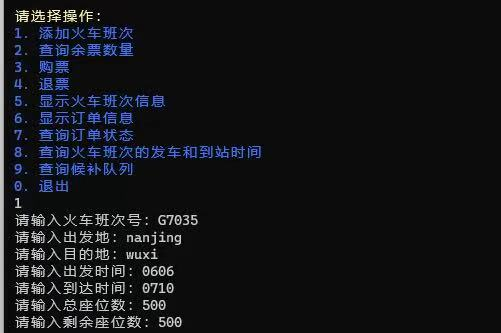 请选择操作:
1. 添加火车班次
2. 查询余票数量
3. 购票
4. 退票
5. 显示火车班次信息
6. 显示订单信息
7. 查询订单状态
8. 查询火车班次的发车和到站时间
9. 查询候补队列
0. 退出
1
请输入火车班次号: G7035
请输入出发地: nanjing
请输入目的地: wuxi
请输入出发时间: 0606
请输入到达时间: 0710
请输入总座位数: 500
请输入剩余座位数: 500